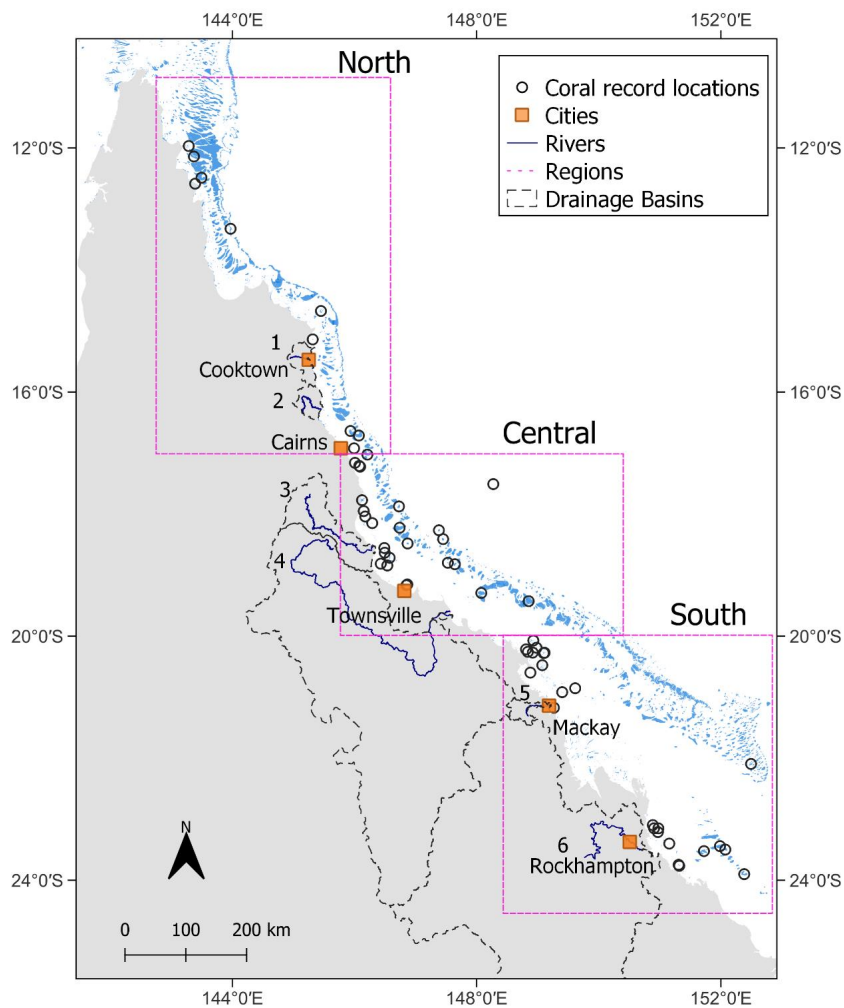 144°0'E 148°0'E 152°0'E
North
Coral record locations
Cities
Rivers
Regions
Drainage Basins
12°0'S 12°0'S
1
Cooktown
16°0'S 16°0'S
2
Cairns
Central
3
4
Townsville
South
20°0'S 20°0'S
5
Mackay
N
6
Rockhampton
24°0'S 24°0'S
0 100 200 km
144°0'E 148°0'E 152°0'E